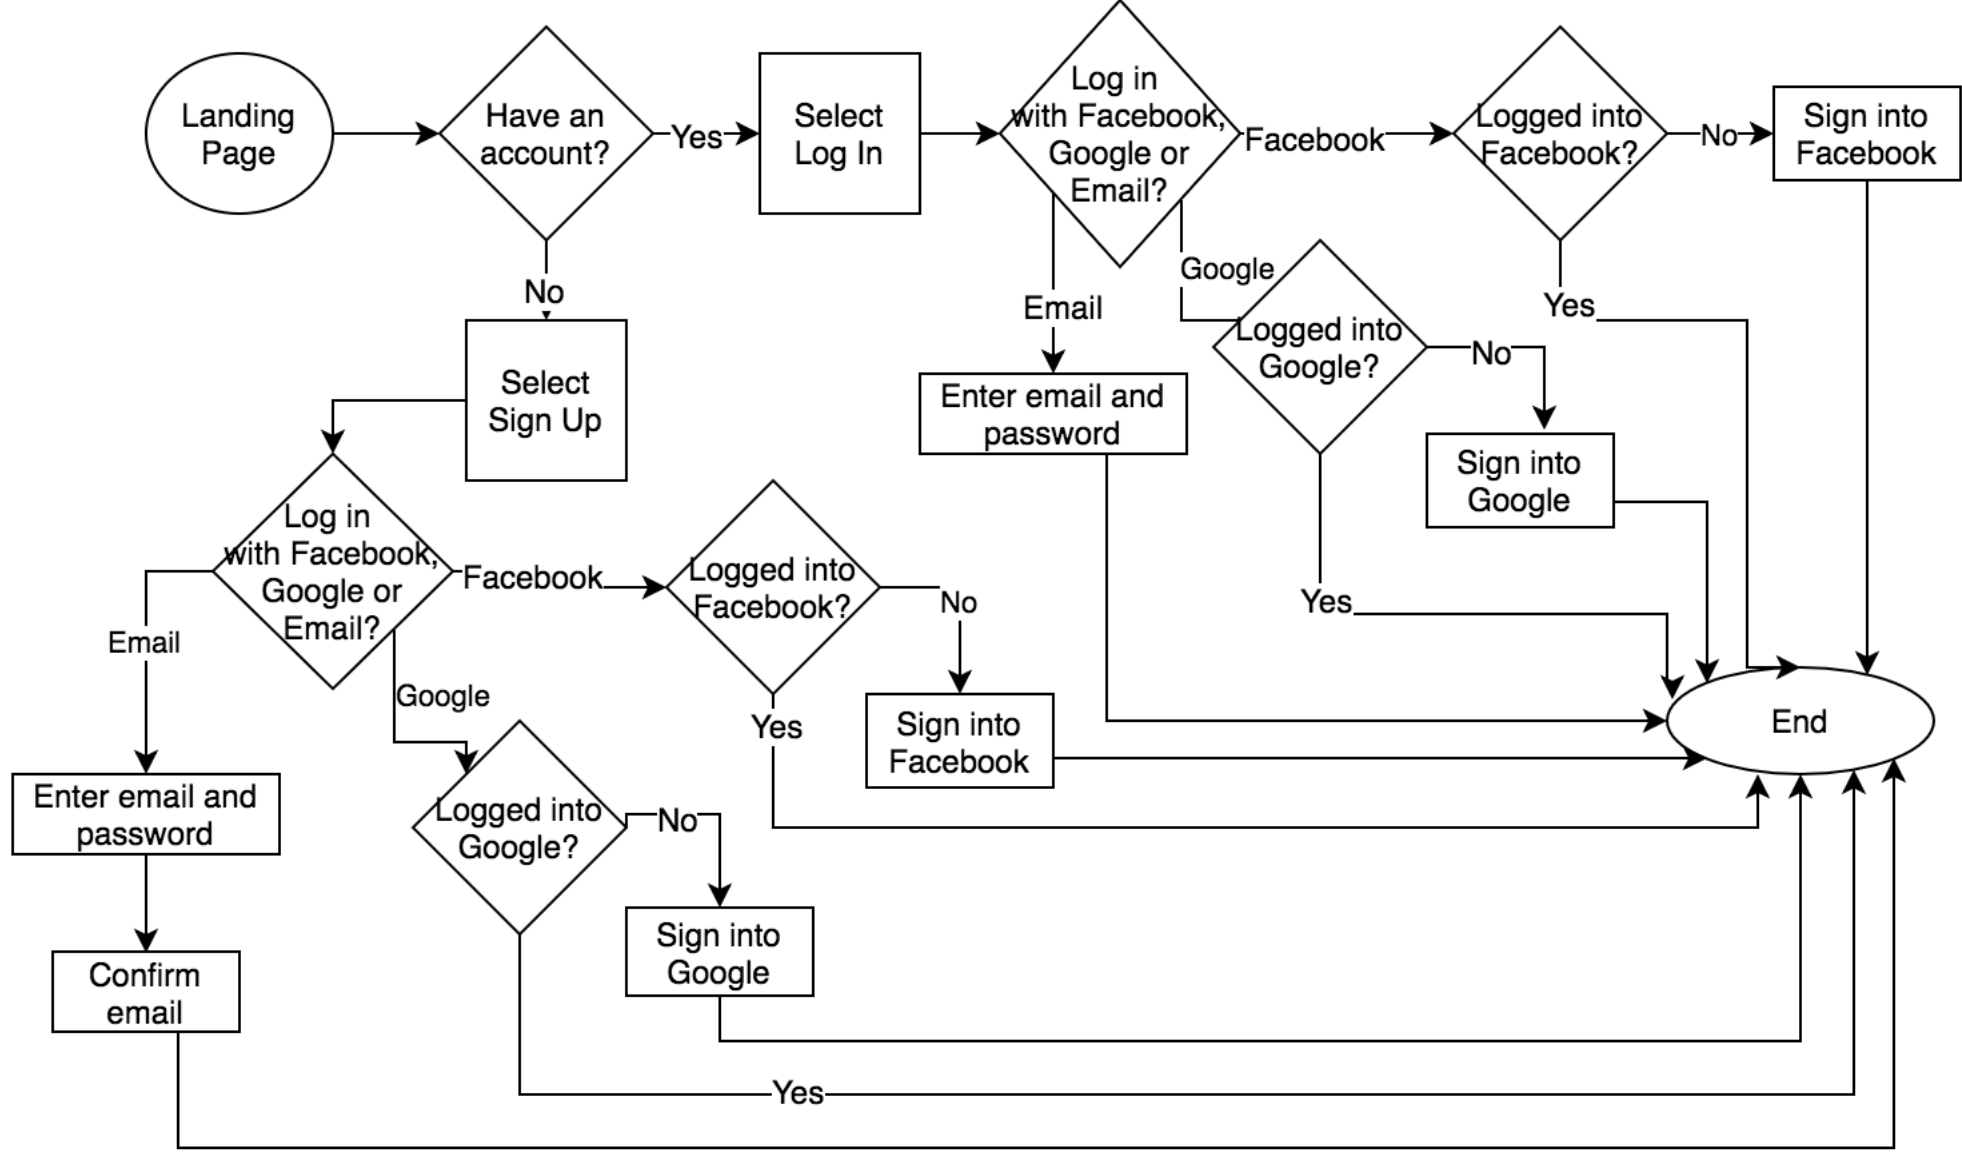 Landing
Page
Have an
account?
Yes
Select
Log In
Log in
with Facebook,
Google or
Email?
Facebook
Logged into
Facebook?
No
Sign into
Facebook
No
Email
Google
Yes
Logged into
Google?
No
Select
Sign Up
Enter email and
password
Sign into
Google
Log in
with Facebook,
Google or
Email?
Facebook
Logged into
Facebook?
No
Yes
Email
Google
Yes
Sign into
Facebook
End
Enter email and
password
Logged into
Google?
No
Confirm
email
Sign into
Google
Yes